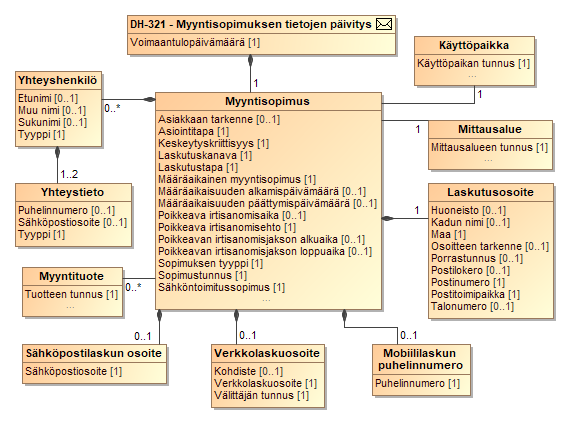 DH-321 - Myyntisopimuksen tietojen päivitys
Voimaantulopäivämäärä [1]
1
Käyttöpaikka
Käyttöpaikan tunnus [1]
...
1
Yhteyshenkilö
Etunimi [0..1]
Muu nimi [0..1]
Sukunimi [0..1]
Tyyppi [1]
0..*
Myyntisopimus
Asiakkaan tarkenne [0..1]
Asiointitapa [1]
Keskeytyskriittisyys [1]
Laskutuskanava [1]
Laskutustapa [1]
Määräaikainen myyntisopimus [1]
Määräaikaisuuden alkamispäivämäärä [0..1]
Määräaikaisuuden päättymispäivämäärä [0..1]
Poikkeava irtisanomisaika [0..1]
Poikkeava irtisanomisehto [0..1]
Poikkeavan irtisanomisjakson alkuaika [0..1]
Poikkeavan irtisanomisjakson loppuaika [0..1]
Sopimuksen tyyppi [1]
Sopimustunnus [1]
Sähköntoimitussopimus [1]
...
Mittausalue
Mittausalueen tunnus [1]
...
1
1..2
Yhteystieto
Puhelinnumero [0..1]
Sähköpostiosoite [0..1]
Tyyppi [1]
Laskutusosoite
Huoneisto [0..1]
Kadun nimi [0..1]
Maa [1]
Osoitteen tarkenne [0..1]
Porrastunnus [0..1]
Postilokero [0..1]
Postinumero [1]
Postitoimipaikka [1]
Talonumero [0..1]
1
Myyntituote
Tuotteen tunnus [1]
...
0..*
Sähköpostilaskun osoite
Sähköpostiosoite [1]
0..1
Verkkolaskuosoite
Kohdiste [0..1]
Verkkolaskuosoite [1]
Välittäjän tunnus [1]
0..1
Mobiililaskun
puhelinnumero
Puhelinnumero [1]
0..1